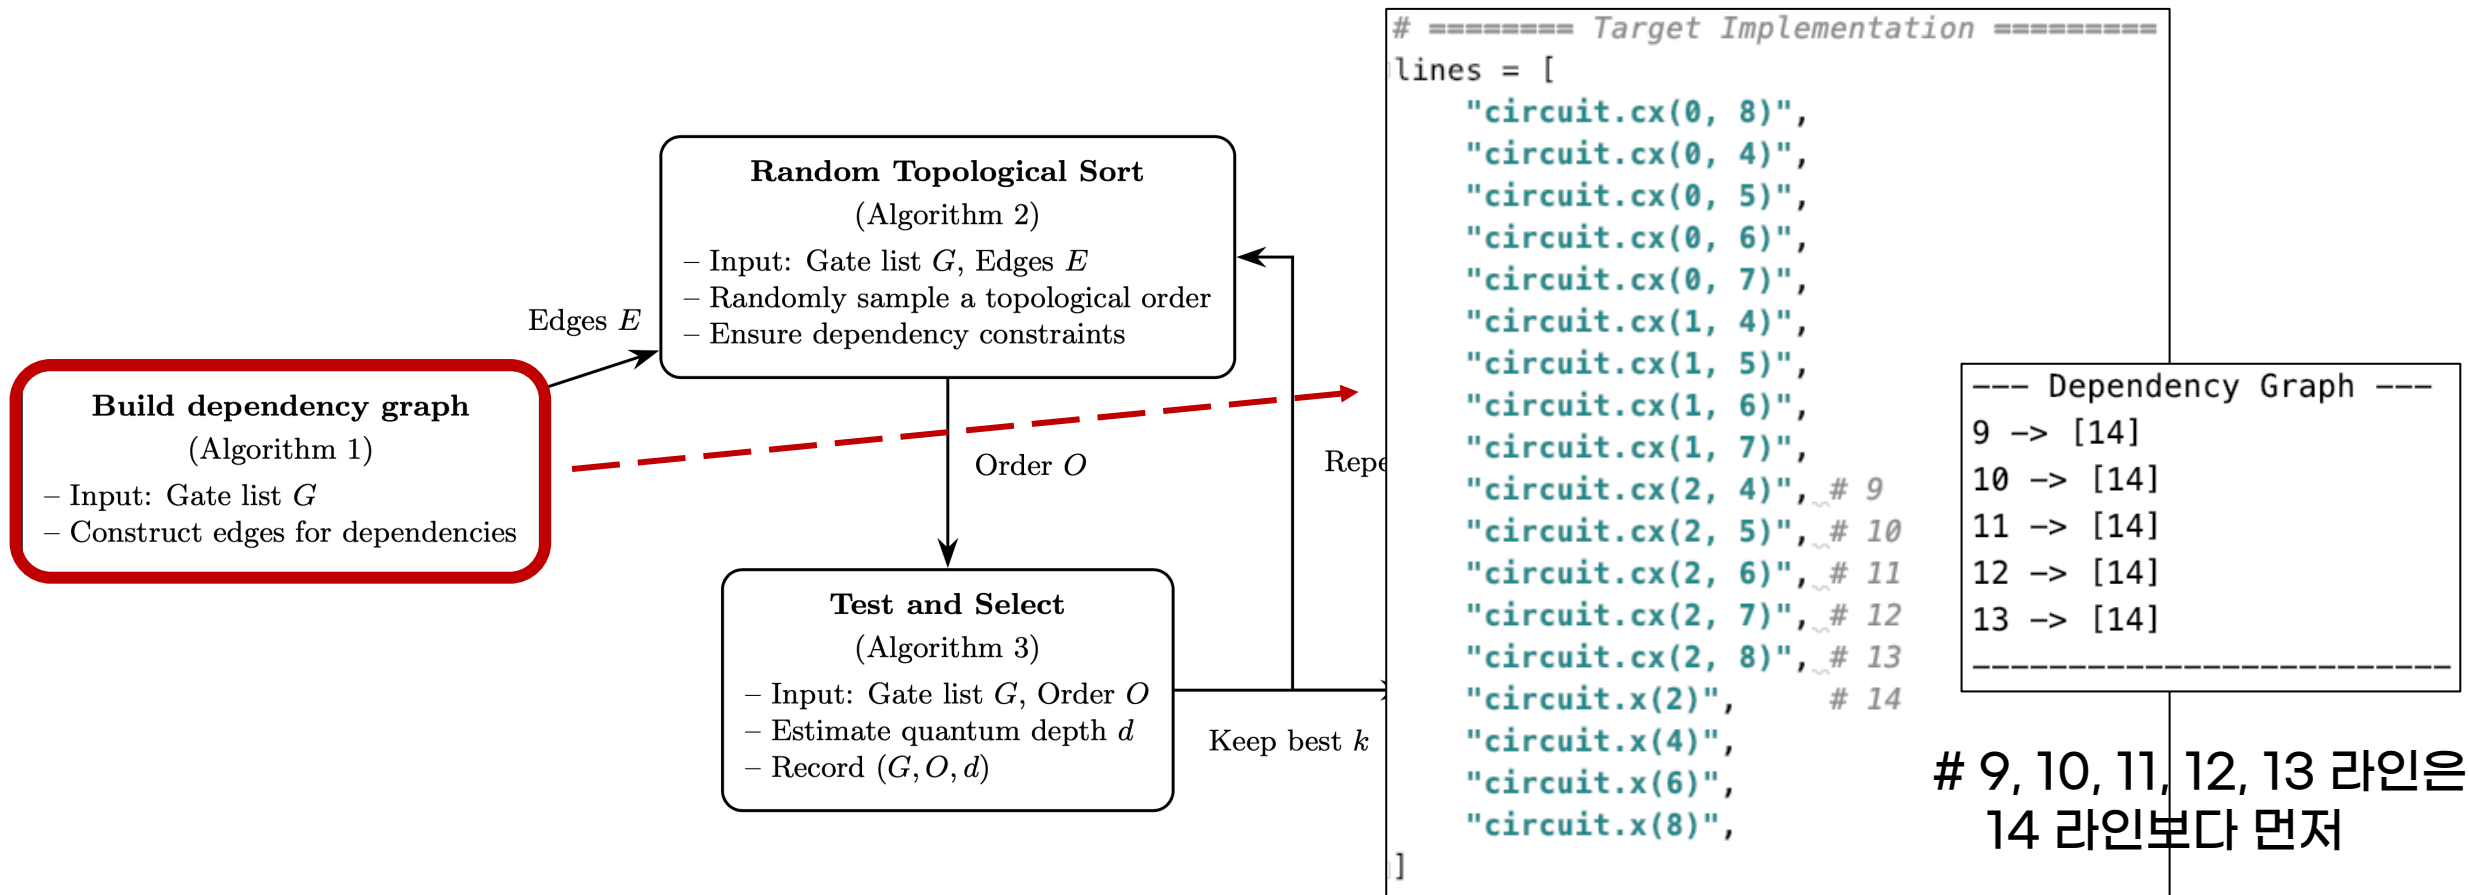 Build dependency graph
(Algorithm 1)
– Input: Gate list G
– Construct edges for dependencies
Edges E
Random Topological Sort
(Algorithm 2)
– Input: Gate list G, Edges E
– Randomly sample a topological order
– Ensure dependency constraints
Order O
Test and Select
(Algorithm 3)
– Input: Gate list G, Order O
– Estimate quantum depth d
– Record (G, O, d)
Repe
Keep best k
# ======== Target Implementation =========
lines = [
"circuit.cx(0, 8)",
"circuit.cx(0, 4)",
"circuit.cx(0, 5)",
"circuit.cx(0, 6)",
"circuit.cx(0, 7)",
"circuit.cx(1, 4)",
"circuit.cx(1, 5)",
"circuit.cx(1, 6)",
"circuit.cx(1, 7)",
"circuit.cx(2, 4)", # 9
"circuit.cx(2, 5)", # 10
"circuit.cx(2, 6)", # 11
"circuit.cx(2, 7)", # 12
"circuit.cx(2, 8)", # 13
"circuit.x(2)", # 14
"circuit.x(4)",
"circuit.x(6)",
"circuit.x(8)",
]
--- Dependency Graph ---
9 -> [14]
10 -> [14]
11 -> [14]
12 -> [14]
13 -> [14]
-------------------------
# 9, 10, 11, 12, 13 라인은
14 라인보다 먼저